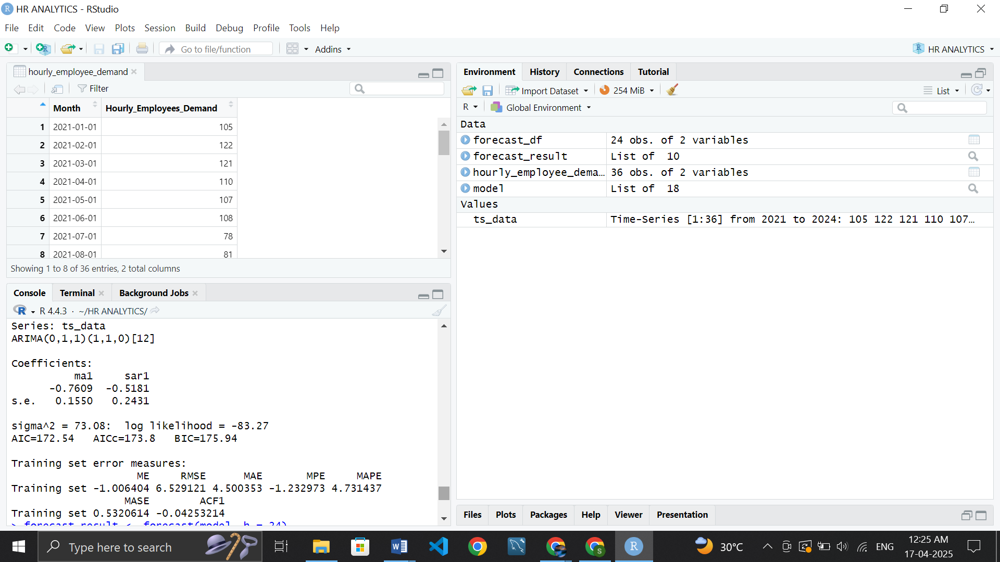 HR ANALYTICS - RStudio
File Edit Code View Plots Session Build Debug Profile Tools Help
Go to file/function
Addins
HR ANALYTICS
hourly_employee_demand
Filter
Month Hourly_Employees_Demand
1 2021-01-01 105
2 2021-02-01 122
3 2021-03-01 121
4 2021-04-01 110
5 2021-05-01 107
6 2021-06-01 108
7 2021-07-01 78
8 2021-08-01 81
Showing 1 to 8 of 36 entries, 2 total columns
Console Terminal Background Jobs
R 4.4.3 · ~/HR ANALYTICS/
Series: ts_data
ARIMA(0,1,1)(1,1,0)[12]
Coefficients:
ma1 sar1
-0.7609 -0.5181
s.e. 0.1550 0.2431
sigma^2 = 73.08: log likelihood = -83.27
AIC=172.54 AICc=173.8 BIC=175.94
Training set error measures:
ME RMSE MAE MPE MAPE
Training set -1.006404 6.529121 4.500353 -1.232973 4.731437
MASE ACF1
Training set 0.5320614 -0.04253214
> forecast_result <- forecast(model, h = 24)
Environment History Connections Tutorial
Import Dataset 254 MiB List
R Global Environment
Data
forecast_df 24 obs. of 2 variables
forecast_result List of 10
hourly_employee_dema… 36 obs. of 2 variables
model List of 18
Values
ts_data Time-Series [1:36] from 2021 to 2024: 105 122 121 110 107…
Files Plots Packages Help Viewer Presentation
Type here to search
30°C
ENG
12:25 AM
17-04-2025